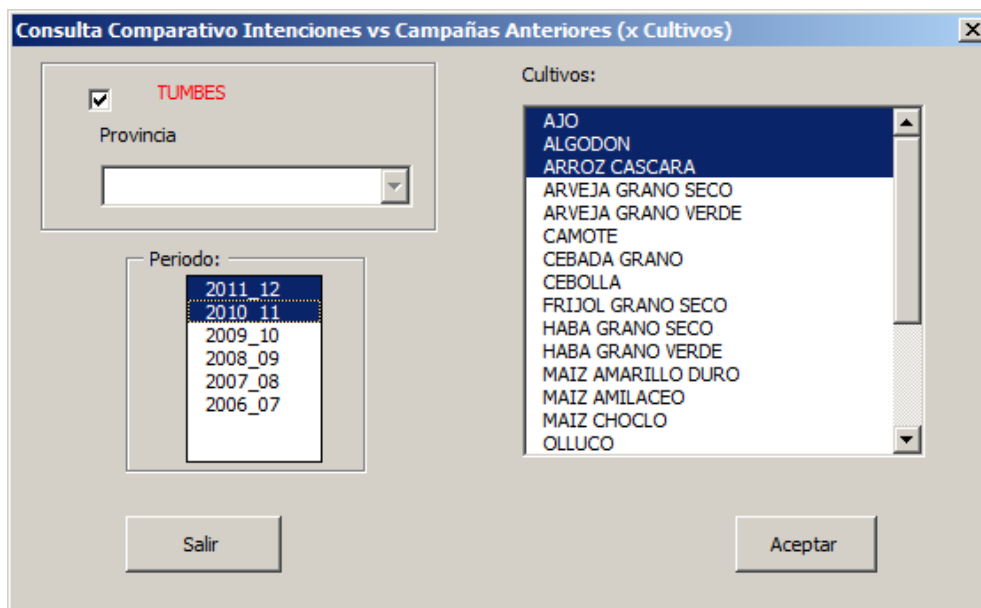 Consulta Comparativo Intenciones vs Campañas Anteriores (x Cultivos)
TUMBES
Provincia
Periodo:
2011_12
2010_11
2009_10
2008_09
2007_08
2006_07
Cultivos:
AJO
ALGODON
ARROZ CASCARA
ARVEJA GRANO SECO
ARVEJA GRANO VERDE
CAMOTE
CEBADA GRANO
CEBOLLA
FRIJOL GRANO SECO
HABA GRANO SECO
HABA GRANO VERDE
MAIZ AMARILLO DURO
MAIZ AMILACEO
MAIZ CHOCLO
OLLUCO
Salir
Aceptar